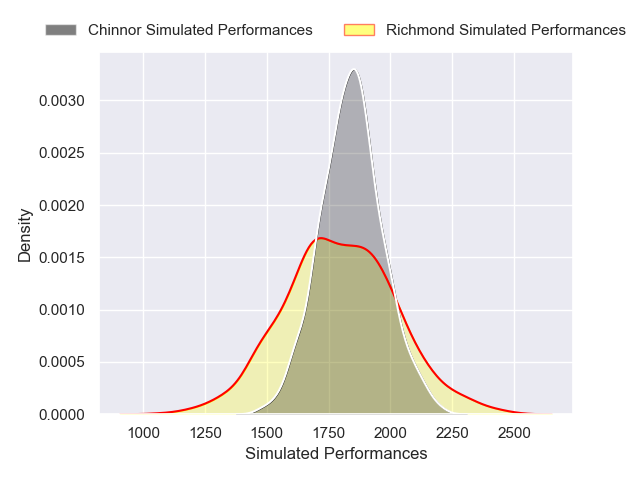 Chinnor Simulated Performances Richmond Simulated Performances
0.0030
0.0025
0.0020
0.0015
0.0010
0.0005
0.0000
Density
1000 1250 1500 1750 2000 2250 2500
Simulated Performances